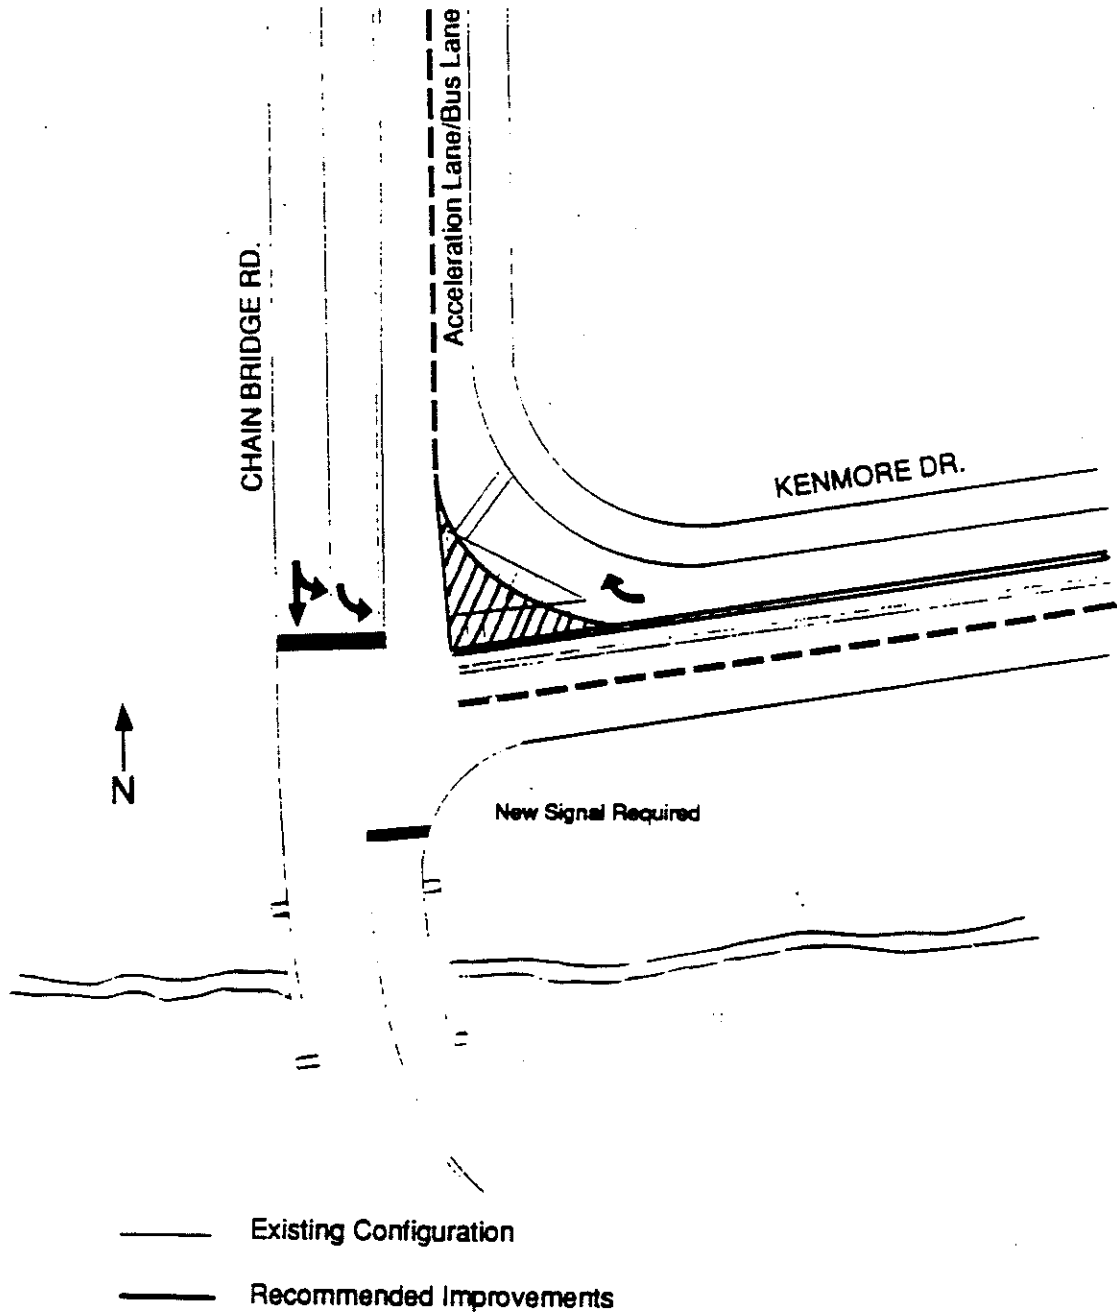 Acceleration Lane/Bus Lane
CHAIN BRIDGE RD.
KENMORE DR.
N
New Signal Required
Existing Configuration
Recommended Improvements